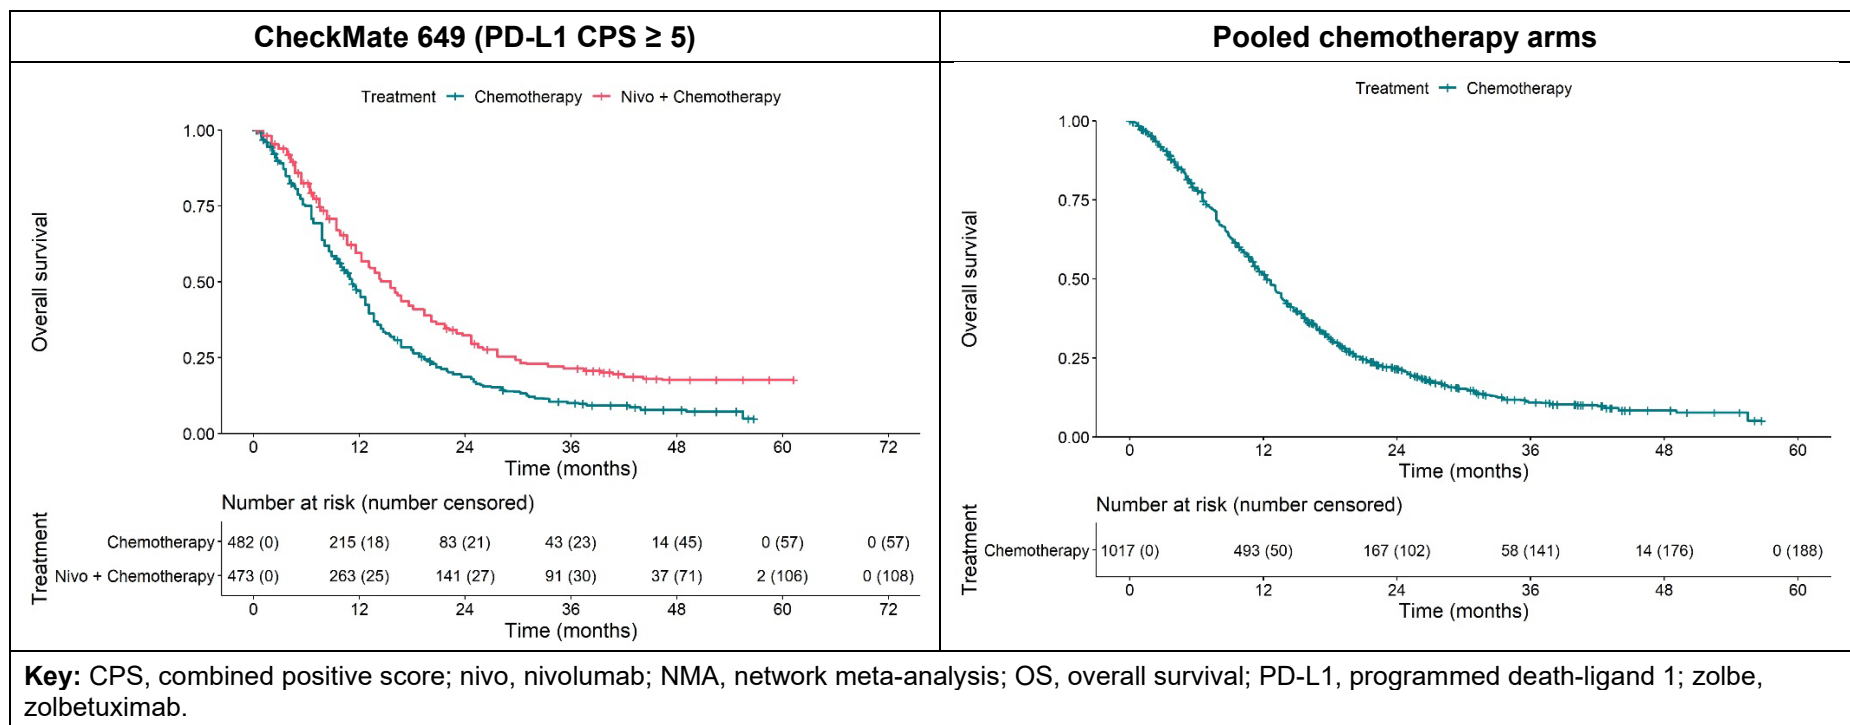 CheckMate 649 (PD-L1 CPS ≥ 5)
Treatment Chemotherapy Nivo + Chemotherapy
Overall survival
1.00
0.75
0.50
0.25
0.00
0 12 24 36 48 60 72
Time (months)
Number at risk (number censored)
Treatment
Chemotherapy 482 (0) 215 (18) 83 (21) 43 (23) 14 (45) 0 (57) 0 (57)
Nivo + Chemotherapy 473 (0) 263 (25) 141 (27) 91 (30) 37 (71) 2 (106) 0 (108)
0 12 24 36 48 60 72
Time (months)
Pooled chemotherapy arms
Treatment Chemotherapy
Overall survival
1.00
0.75
0.50
0.25
0.00
0 12 24 36 48 60
Time (months)
Number at risk (number censored)
Treatment
Chemotherapy 1017 (0) 493 (50) 167 (102) 58 (141) 14 (176) 0 (188)
0 12 24 36 48 60
Time (months)
Key: CPS, combined positive score; nivo, nivolumab; NMA, network meta-analysis; OS, overall survival; PD-L1, programmed death-ligand 1; zolbe,
zolbetuximab.